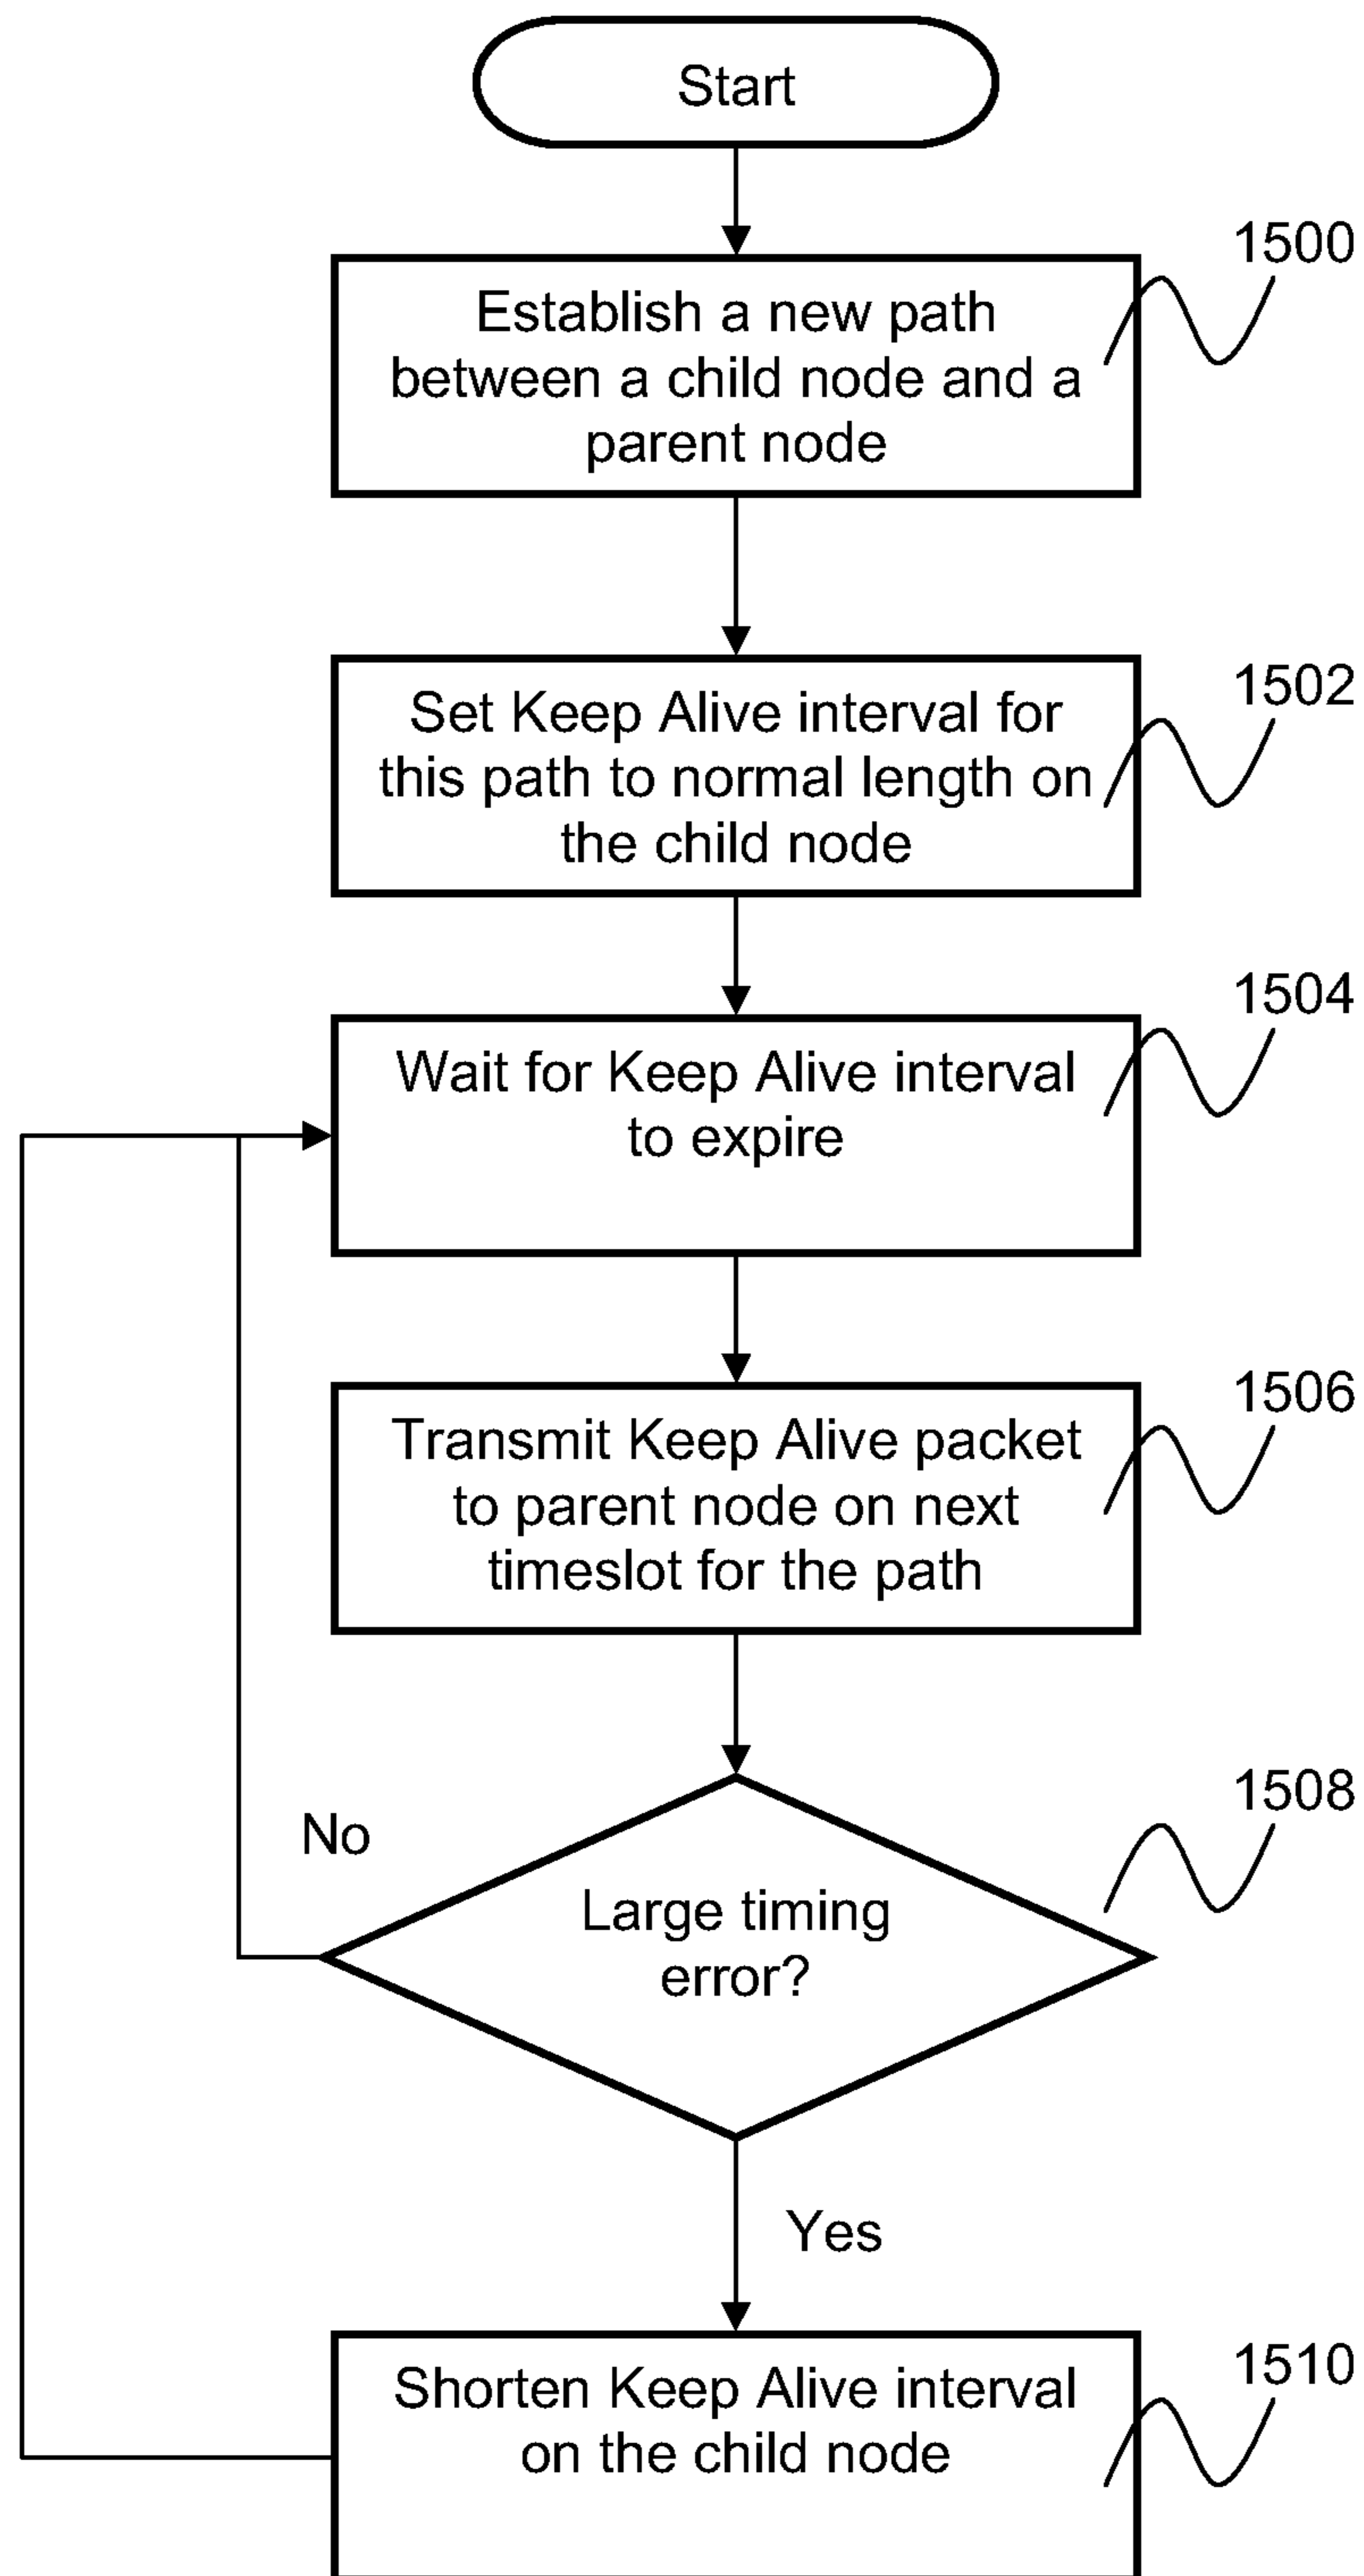 Start
1500
Establish a new path
between a child node and a
parent node
1502
Set Keep Alive interval for
this path to normal length on
the child node
1504
Wait for Keep Alive interval
to expire
1506
Transmit Keep Alive packet
to parent node on next
timeslot for the path
1508
No
Large timing
error?
Yes
1510
Shorten Keep Alive interval
on the child node